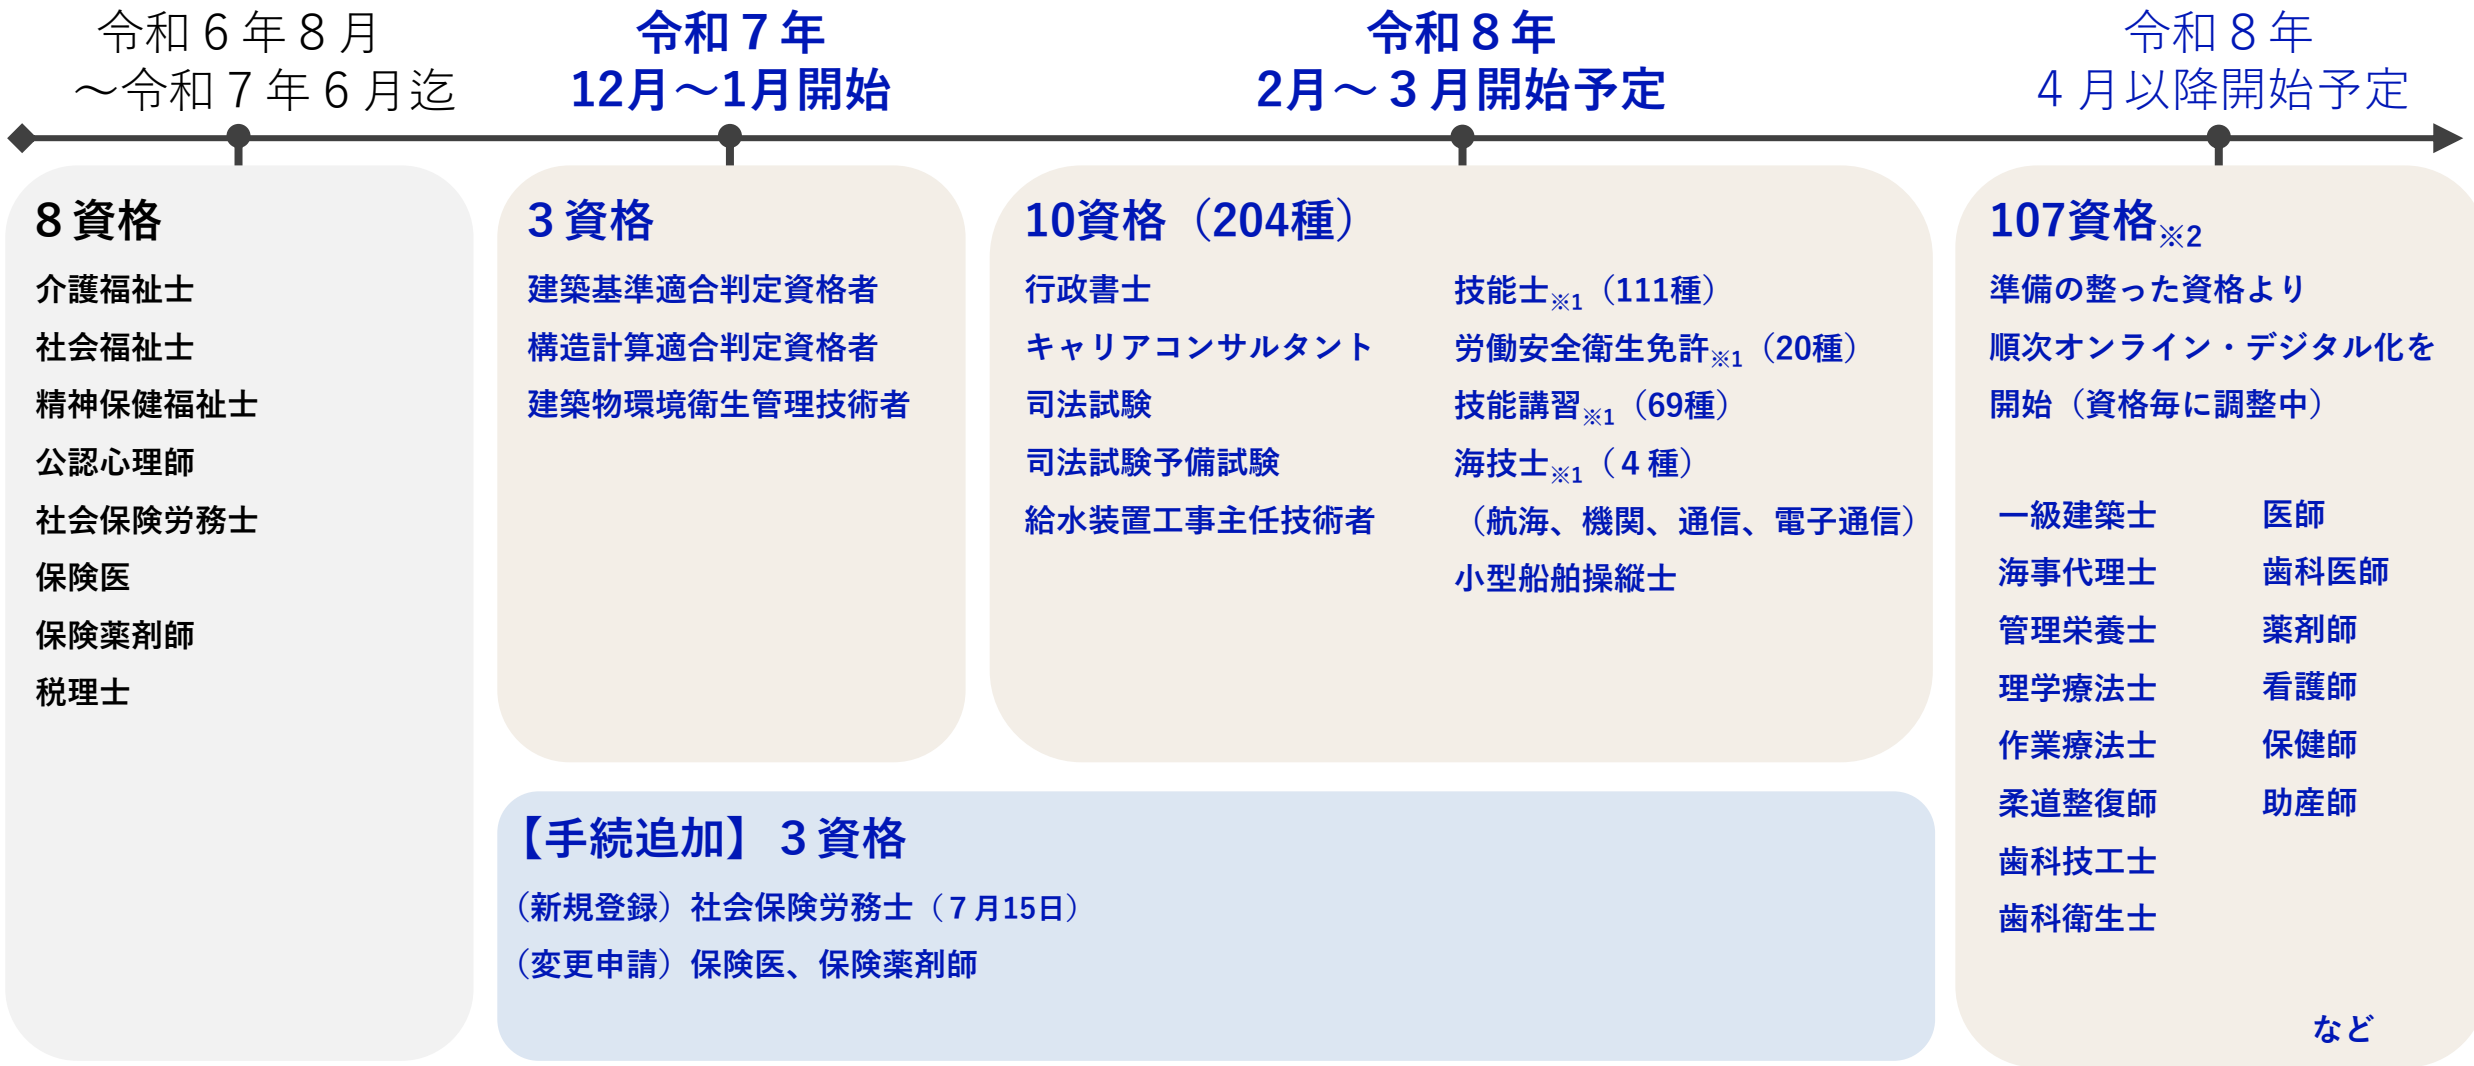 令和６年８月
～令和７年６月迄
令和７年
12月～1月開始
令和８年
2月～３月開始予定
令和８年
４月以降開始予定
８資格
介護福祉士
社会福祉士
精神保健福祉士
公認心理師
社会保険労務士
保険医
保険薬剤師
税理士
３資格
建築基準適合判定資格者
構造計算適合判定資格者
建築物環境衛生管理技術者
10資格（204種）
行政書士
キャリアコンサルタント
司法試験
司法試験予備試験
給水装置工事主任技術者
技能士※1（111種）
労働安全衛生免許※1（20種）
技能講習※1（69種）
海技士※1（４種）
（航海、機関、通信、電子通信）
小型船舶操縦士
【手続追加】３資格
（新規登録）社会保険労務士（７月15日）
（変更申請）保険医、保険薬剤師
107資格※2
準備の整った資格より
順次オンライン・デジタル化を
開始（資格毎に調整中）
一級建築士
海事代理士
管理栄養士
理学療法士
作業療法士
柔道整復師
歯科技工士
歯科衛生士
医師
歯科医師
薬剤師
看護師
保健師
助産師
など